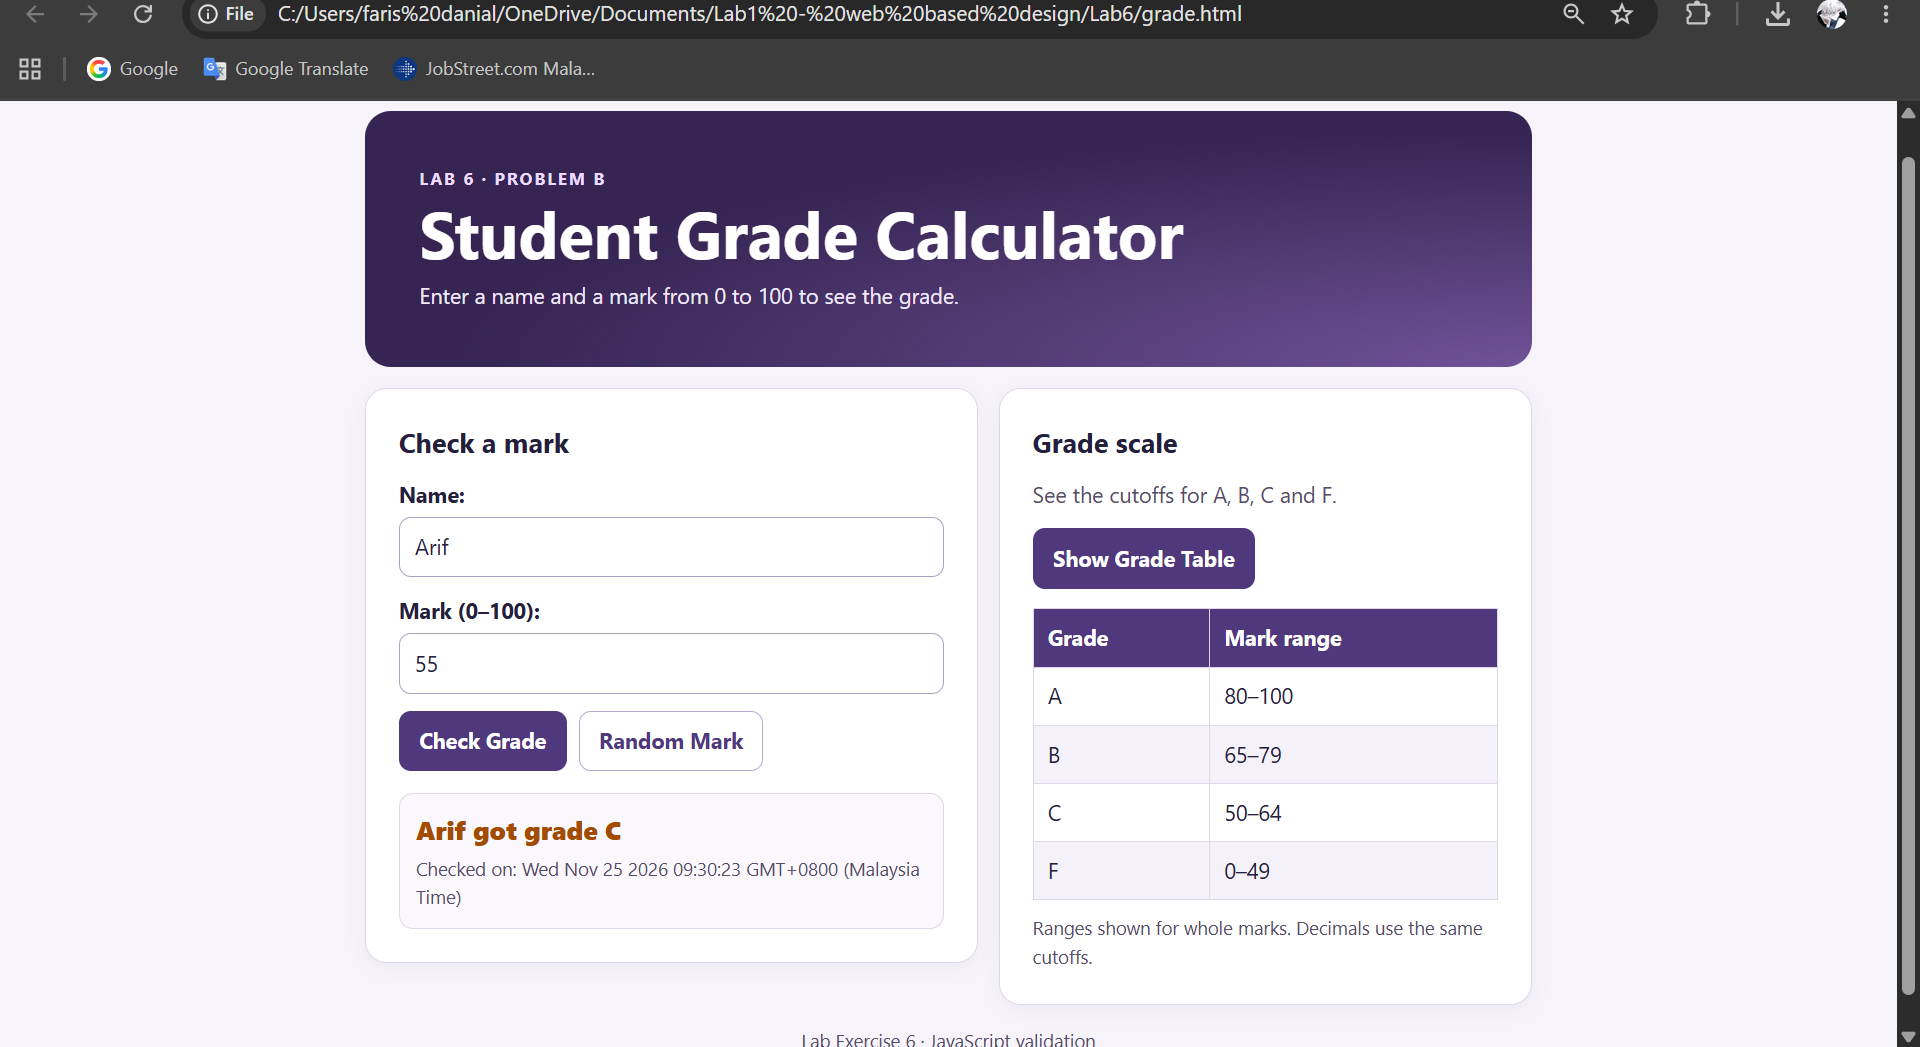 File
C:/Users/faris%20danial/OneDrive/Documents/Lab1%20-%20web%20based%20design/Lab6/grade.html
Google
Google Translate
JobStreet.com Mala...
LAB 6 · PROBLEM B
Student Grade Calculator
Enter a name and a mark from 0 to 100 to see the grade.
Check a mark
Name:
Arif
Mark (0–100):
55
Check Grade
Random Mark
Arif got grade C
Checked on: Wed Nov 25 2026 09:30:23 GMT+0800 (Malaysia
Time)
Grade scale
See the cutoffs for A, B, C and F.
Show Grade Table
Grade Mark range
A 80–100
B 65–79
C 50–64
F 0–49
Ranges shown for whole marks. Decimals use the same
cutoffs.
Lab Exercise 6 · JavaScript validation